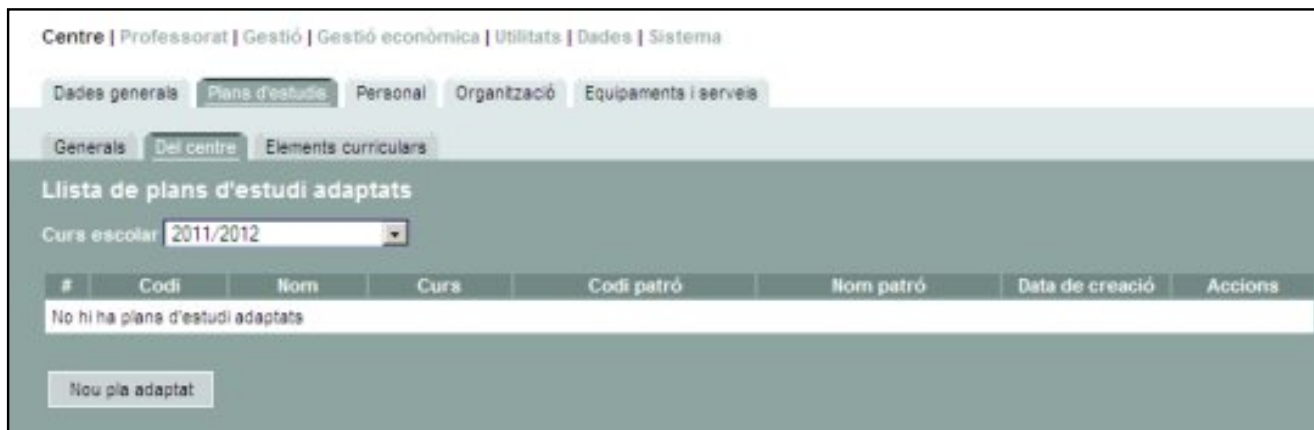 Centre | Professorat | Gestió | Gestió econòmica | Utilitats | Dades | Sistema
Dades generals Plans d'estudis Personal Organització Equipaments i serveis
Generals Del centre Elements curriculars
Llista de plans d'estudi adaptats
Curs escolar 2011/2012
# Codi Nom Curs Codi patró Nom patró Data de creació Accions
No hi ha plans d'estudi adaptats
Nou pla adaptat